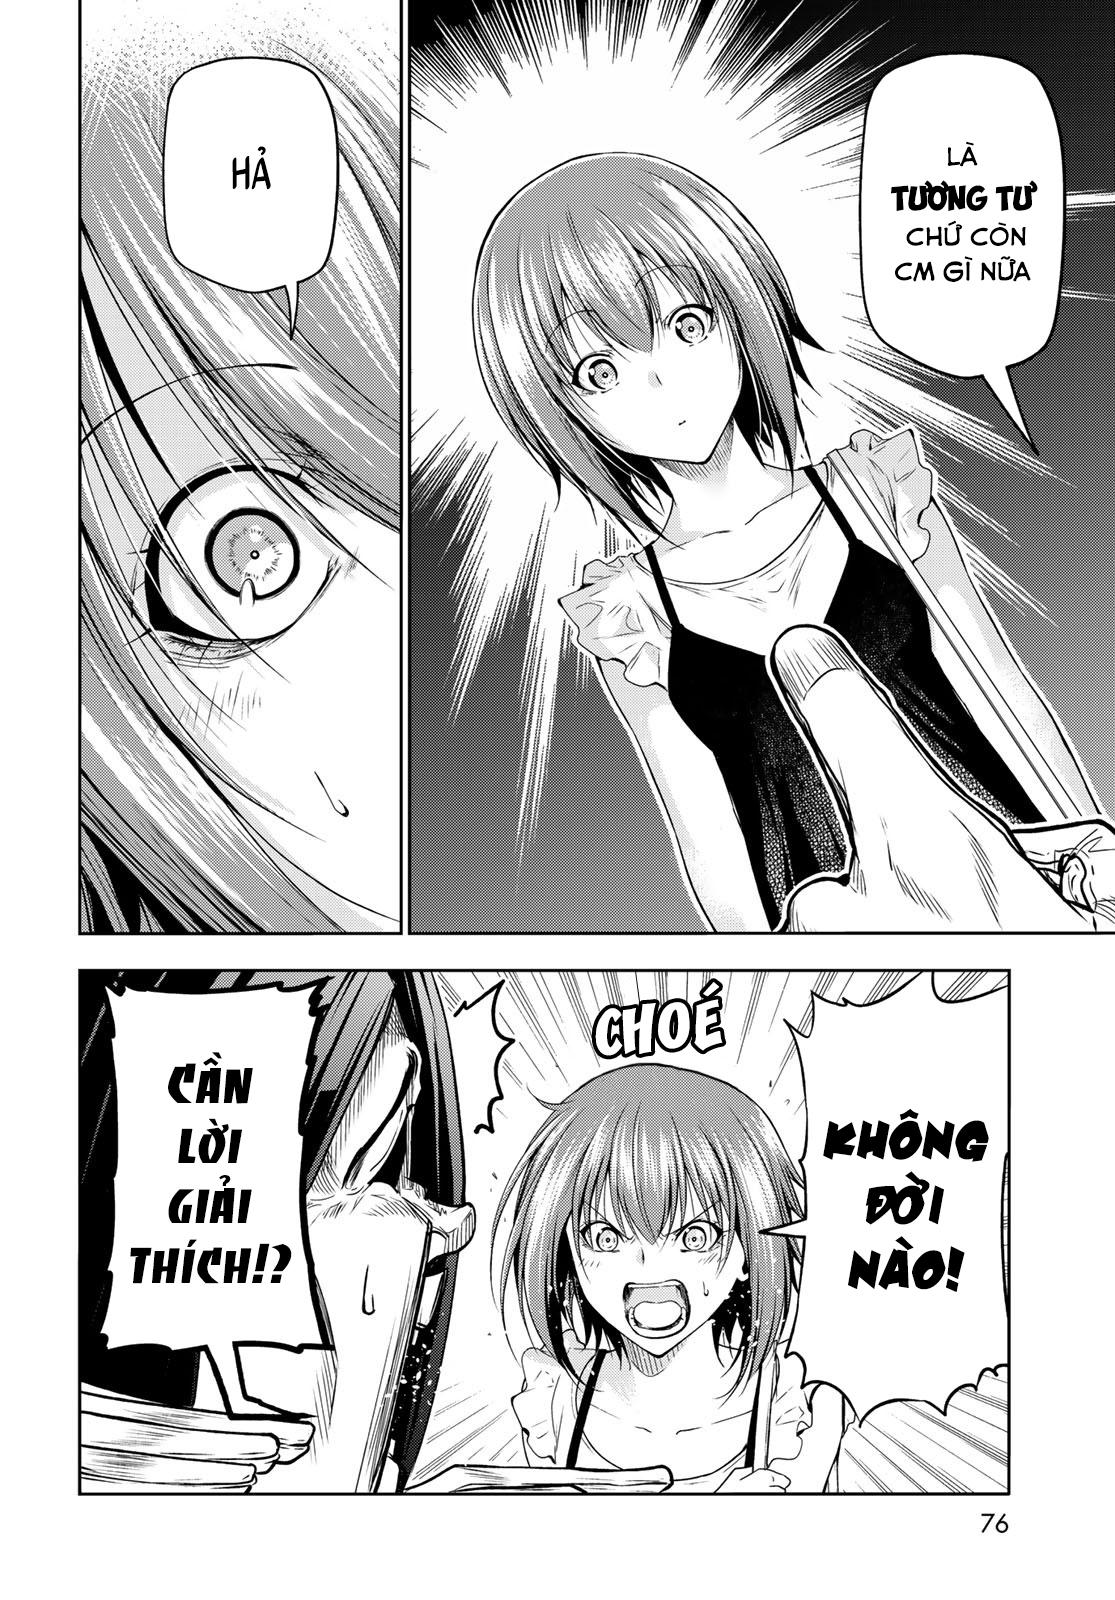 LÀ
TƯƠNG TƯ
CHỨ CÒN
CM GÌ NỮA
HẢ
CHOÉ
KHÔNG
ĐỜI
NÀO!
CẦN
LỜI
GIẢI
THÍCH!?
76